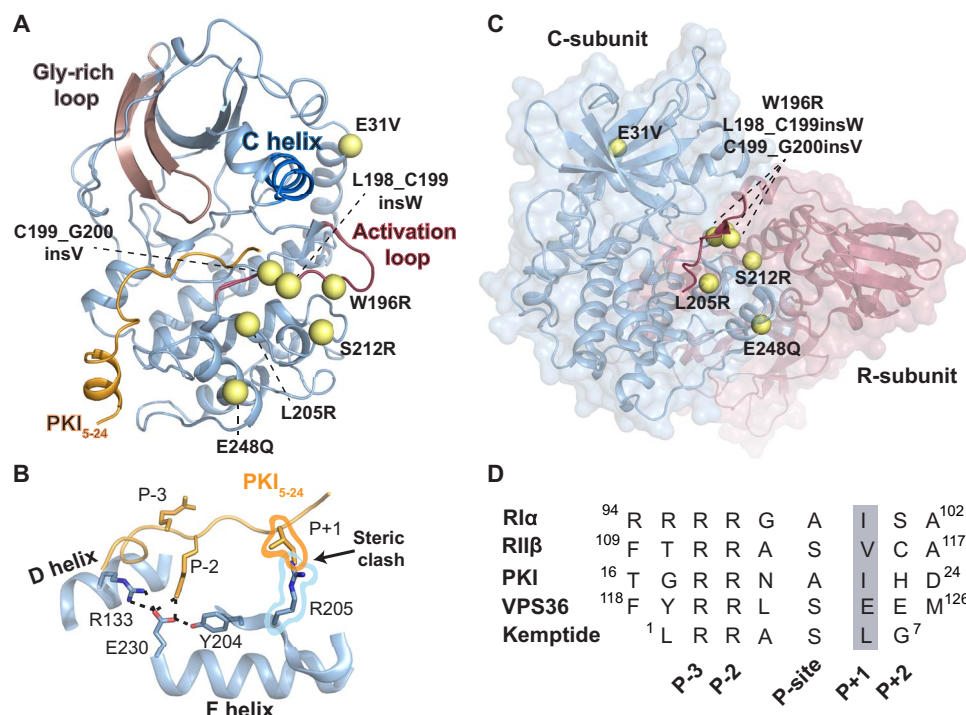 A
Gly-rich
loop
C helix
E31V
L198_C199
insW
C199_G200
insV
Activation
loop
W196R
S212R
L205R
PKI5-24
E248Q
B
PKI5-24
P-3
P+1
Steric
clash
D helix
P-2
R133
R205
E230
Y204
F helix
C
C-subunit
W196R
L198_C199insW
C199_G200insV
E31V
S212R
L205R
E248Q
R-subunit
D
RIα 94 R R R R G A I S A 102
RIIβ 109 F T R R A S V C A 117
PKI 16 T G R R N A I H D 24
VPS36 118 F Y R R L S E E M 126
Kemptide 1 L R R A S L G 7
P-3 P-2 P-site P+1 P+2